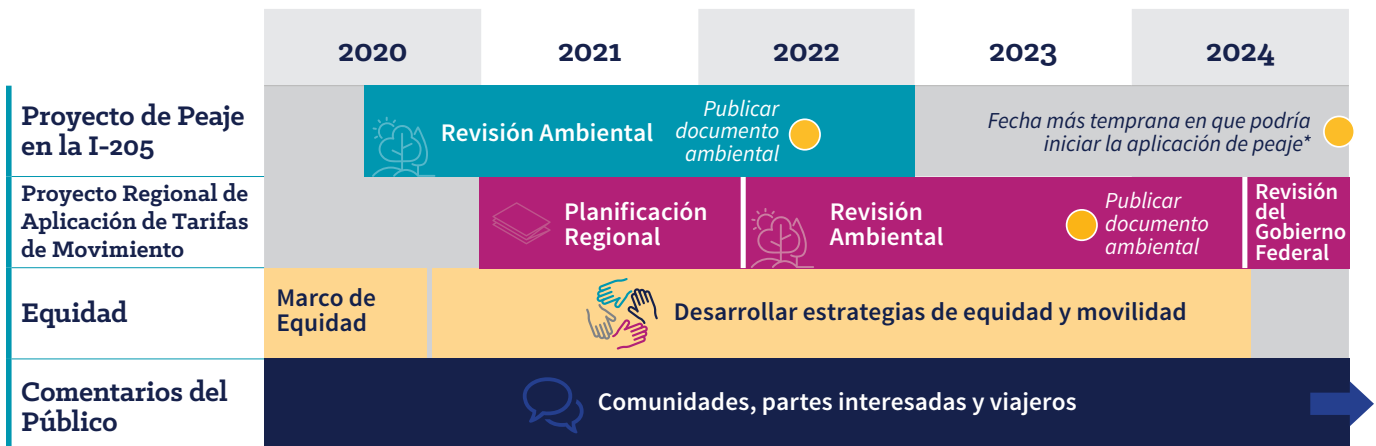 2020 2021 2022 2023 2024
Proyecto de Peaje
en la I-205
Revisión Ambiental
Publicar
documento
ambiental
Fecha más temprana en que podría
iniciar la aplicación de peaje*
Proyecto Regional de
Aplicación de Tarifas
de Movimiento
Planificación
Regional
Revisión
Ambiental
Publicar
documento
ambiental
Revisión
del
Gobierno
Federal
Equidad
Marco de
Equidad
Desarrollar estrategias de equidad y movilidad
Comentarios del
Público
Comunidades, partes interesadas y viajeros